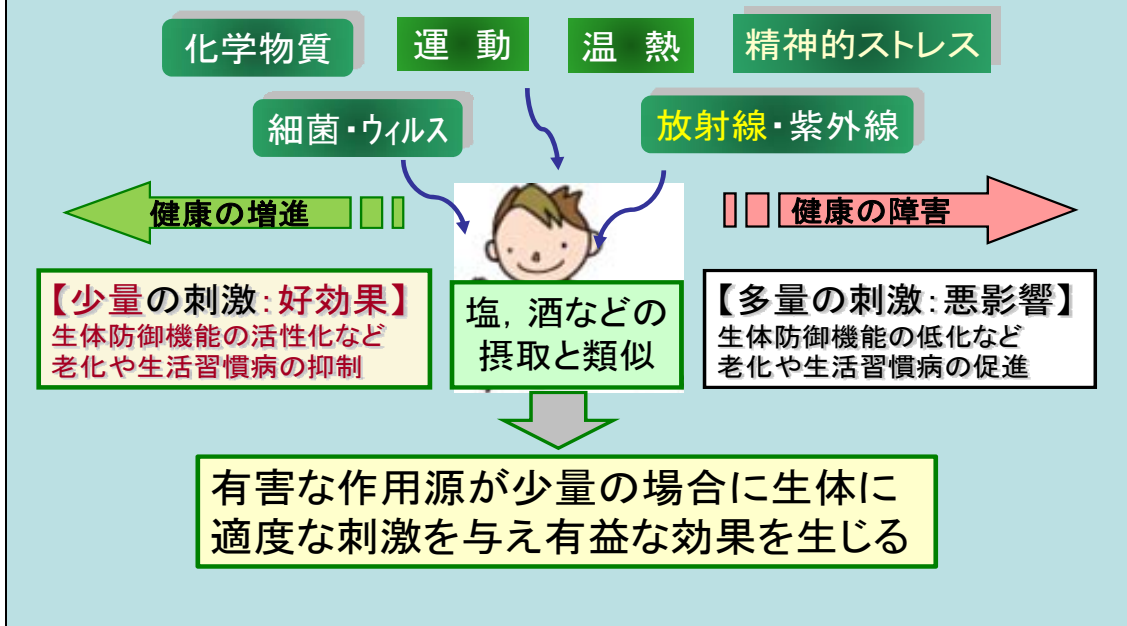 化学物質
運 動
温 熱
精神的ストレス
細菌・ウィルス
放射線・紫外線
健康の増進
健康の障害
【少量の刺激：好効果】
生体防御機能の活性化など
老化や生活習慣病の抑制
塩，酒などの
摂取と類似
【多量の刺激：悪影響】
生体防御機能の低化など
老化や生活習慣病の促進
有害な作用源が少量の場合に生体に
適度な刺激を与え有益な効果を生じる